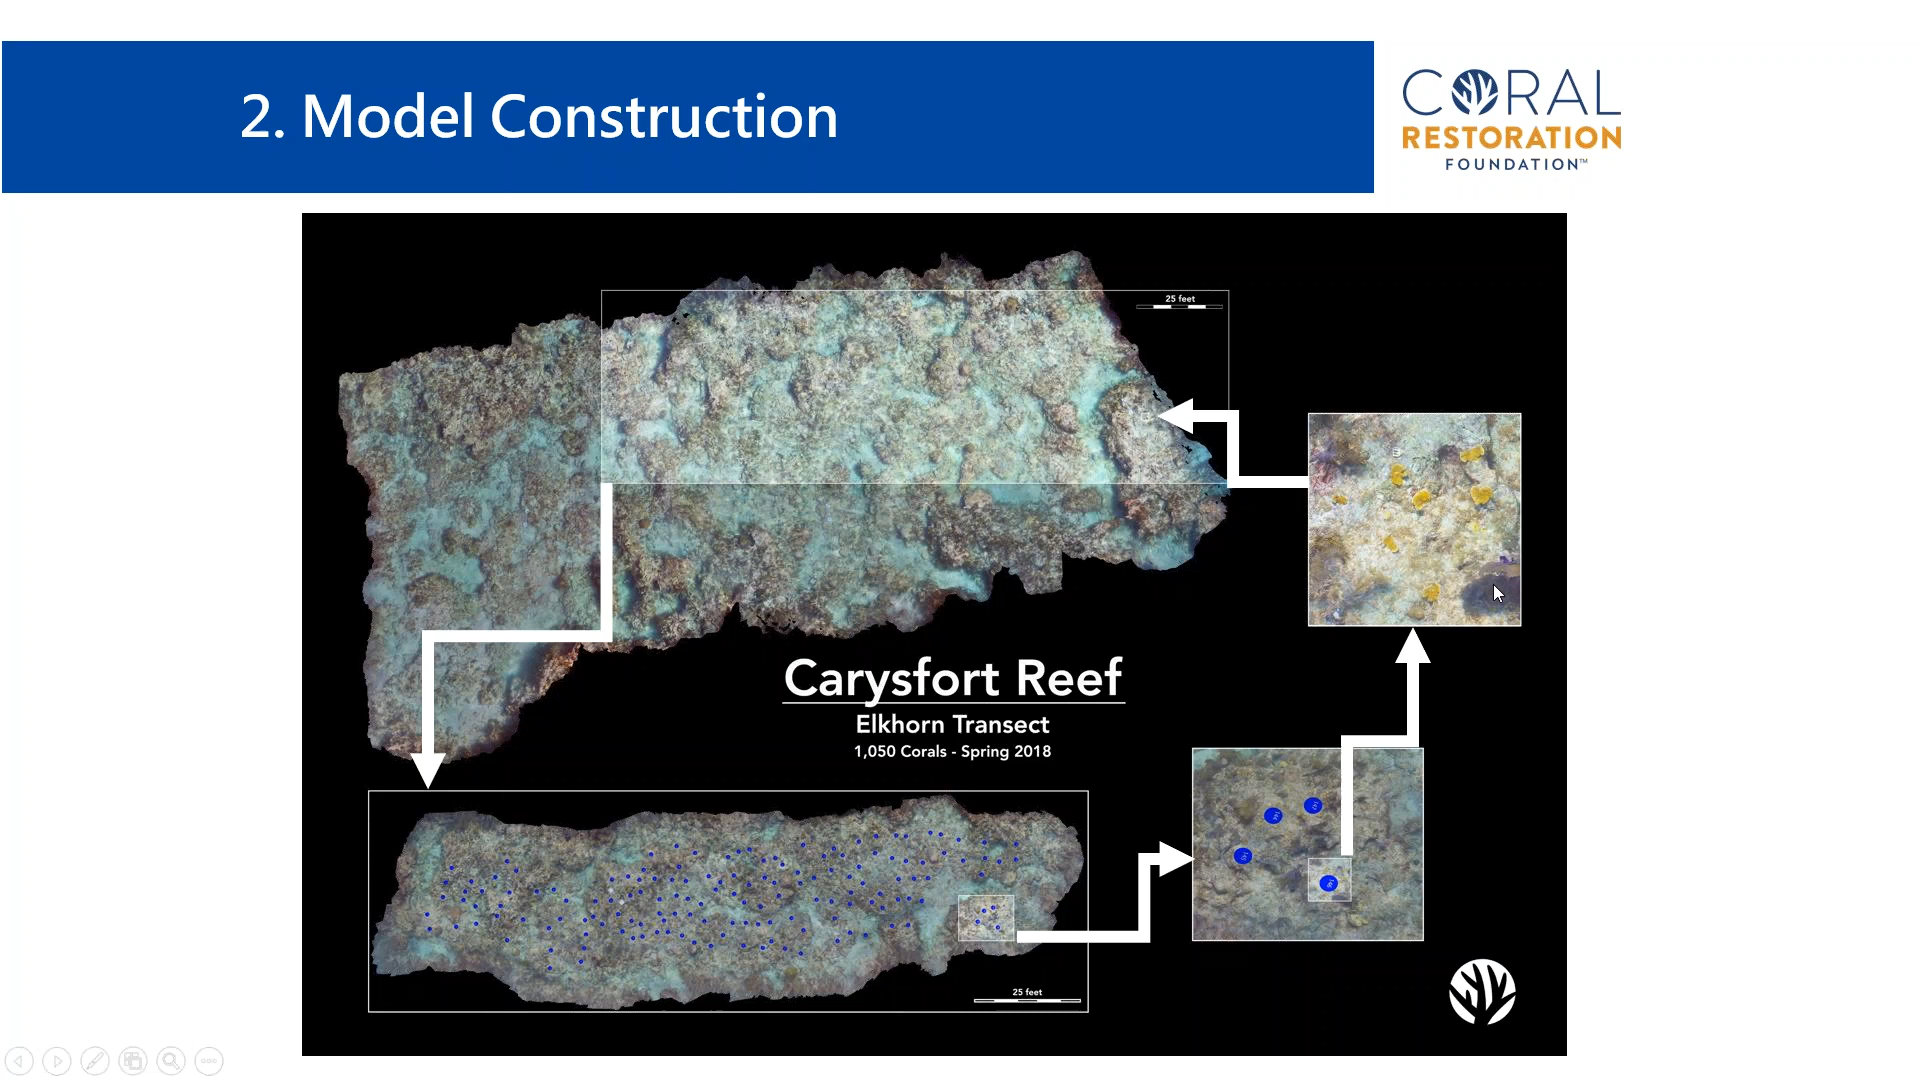 2. Model Construction
CORAL
RESTORATION
FOUNDATION™
25 feet
Carysfort Reef
Elkhorn Transect
1,050 Corals - Spring 2018
25 feet